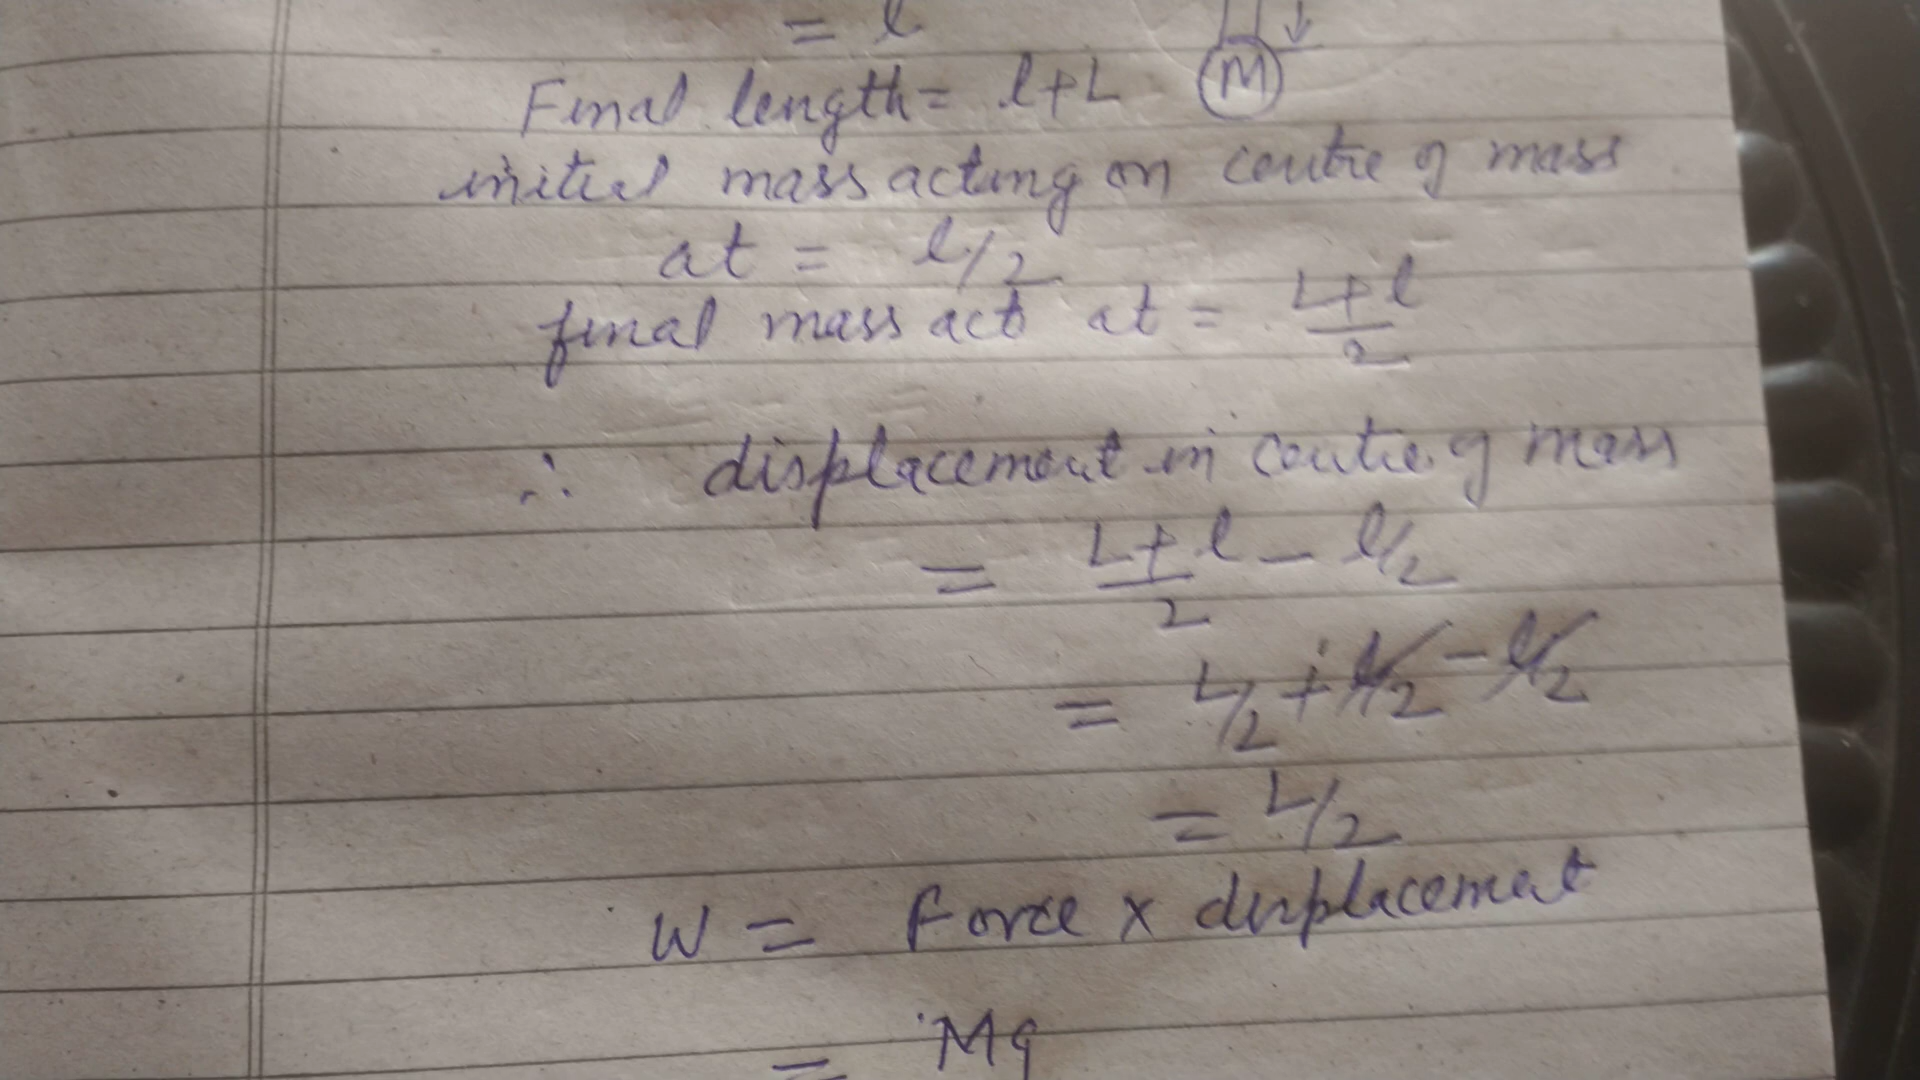 = l
M
Final length = l+L
initial mass acting on centre of mass
at = l/2
final mass act at = L+l/2
∴ displacement in centre of mass
= L+l/2 - l/2
= L/2 + l/2 - l/2
= L/2
W = Force × displacement
= Mg